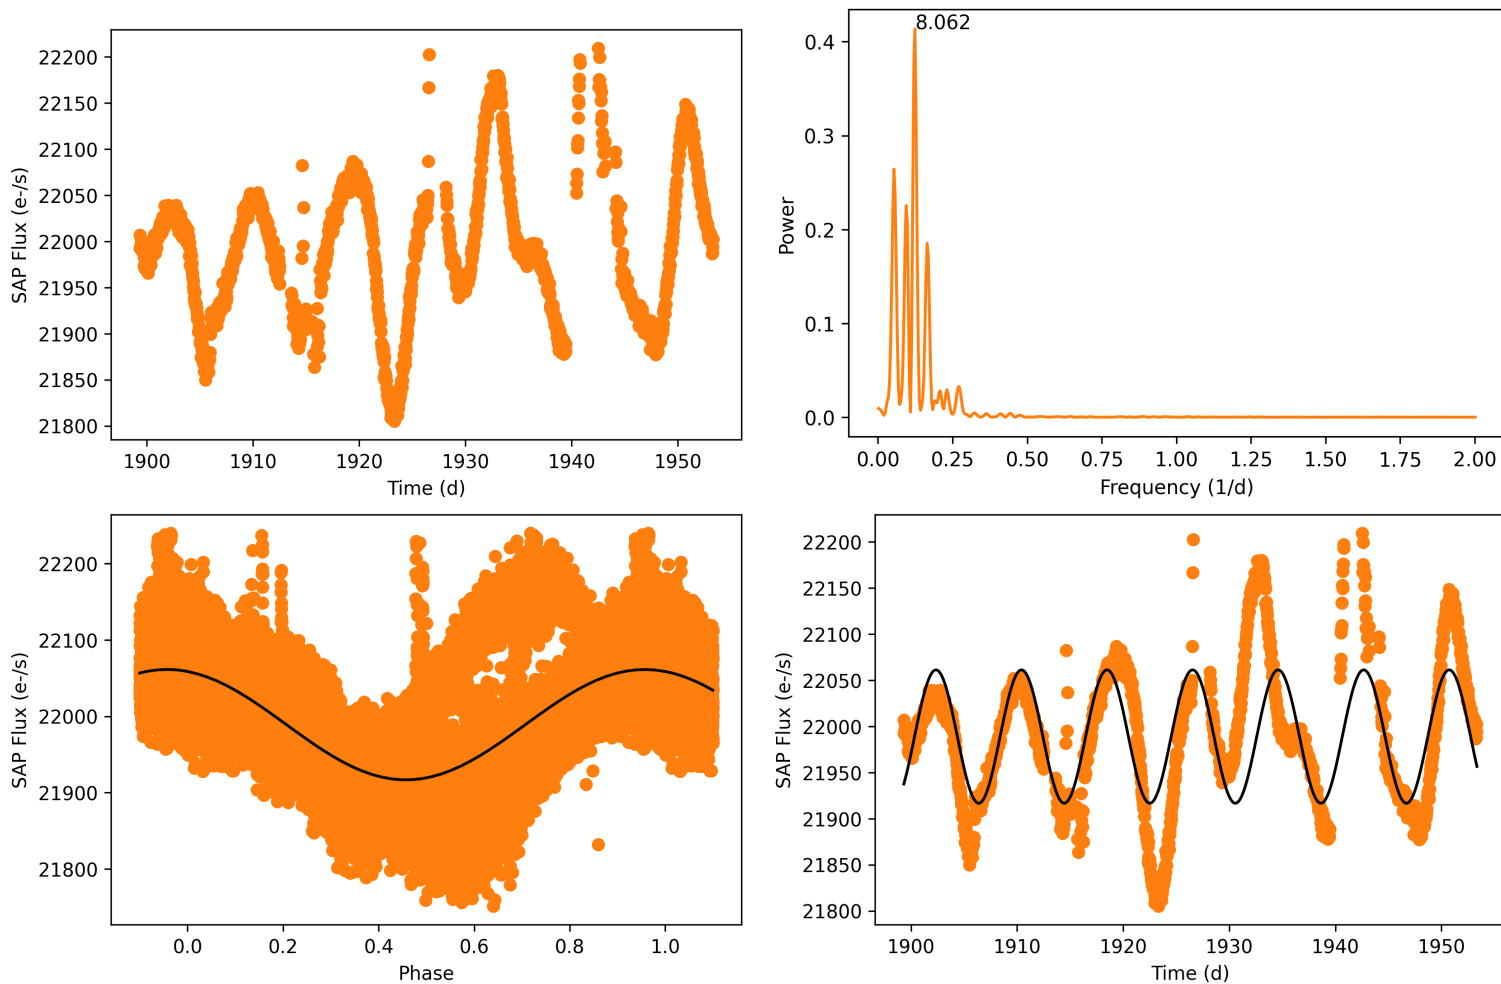 22200
22150
22100
22050
22000
21950
21900
21850
21800
SAP Flux (e-/s)
1900 1910 1920 1930 1940 1950
Time (d)
8.062
0.4
0.3
0.2
0.1
0.0
Power
0.00 0.25 0.50 0.75 1.00 1.25 1.50 1.75 2.00
Frequency (1/d)
22200
22100
22000
21900
21800
SAP Flux (e-/s)
0.0 0.2 0.4 0.6 0.8 1.0
Phase
22200
22150
22100
22050
22000
21950
21900
21850
21800
SAP Flux (e-/s)
1900 1910 1920 1930 1940 1950
Time (d)